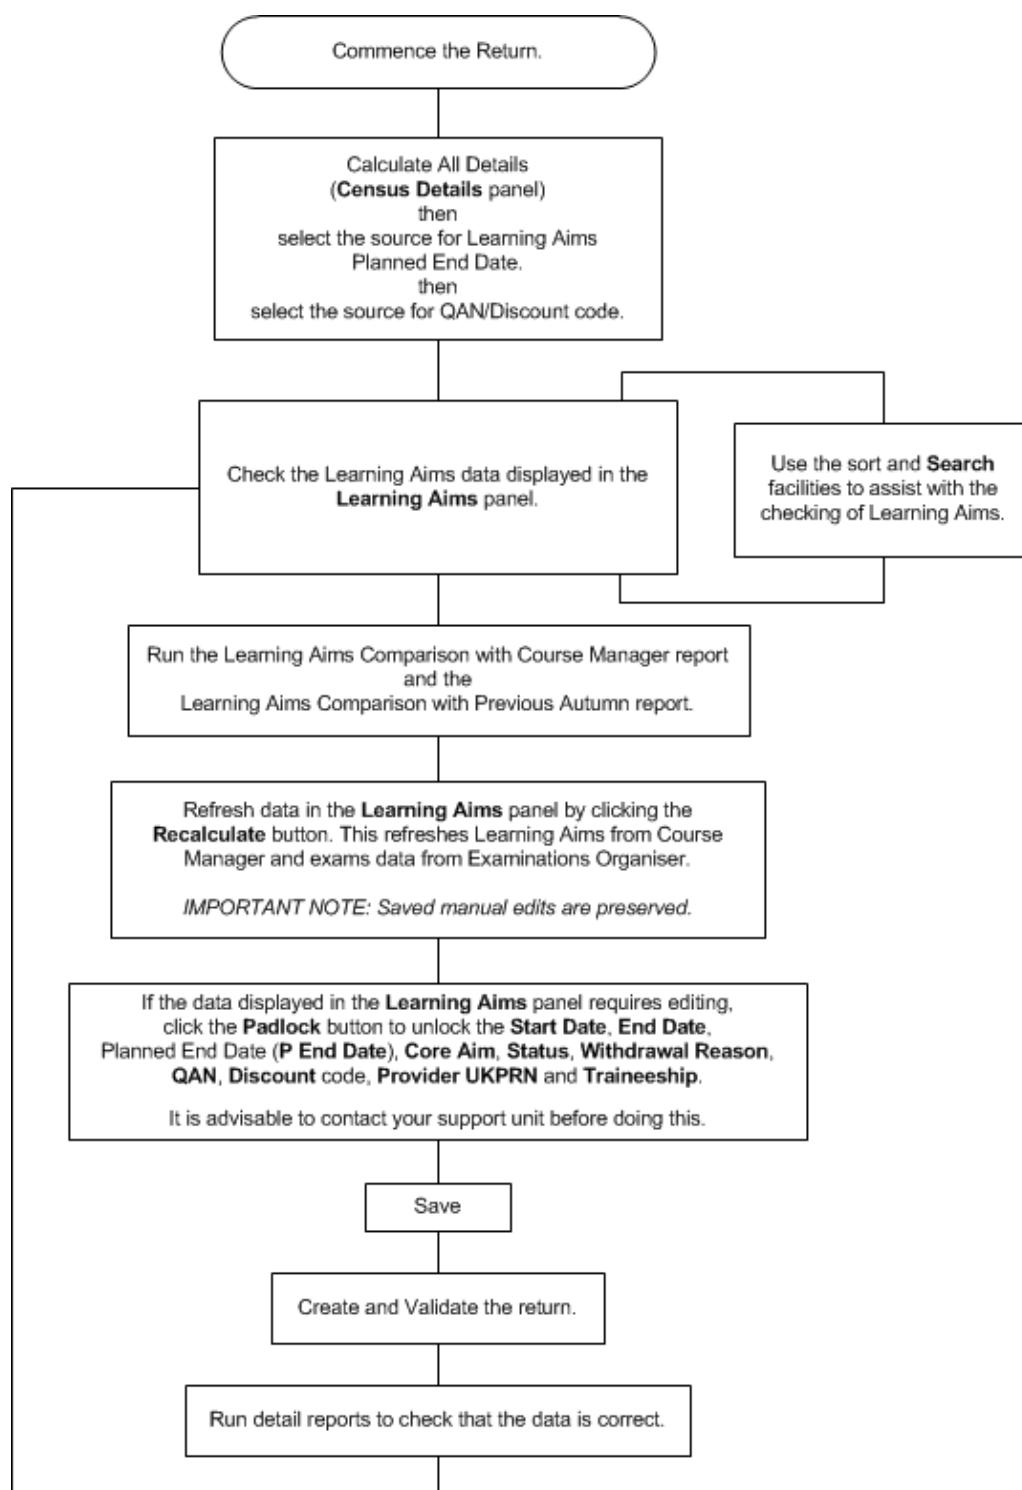 Commence the Return.
Calculate All Details
(Census Details panel)
then
select the source for Learning Aims
Planned End Date.
then
select the source for QAN/Discount code.
Check the Learning Aims data displayed in the
Learning Aims panel.
Use the sort and Search
facilities to assist with the
checking of Learning Aims.
Run the Learning Aims Comparison with Course Manager report
and the
Learning Aims Comparison with Previous Autumn report.
Refresh data in the Learning Aims panel by clicking the
Recalculate button. This refreshes Learning Aims from Course
Manager and exams data from Examinations Organiser.
IMPORTANT NOTE: Saved manual edits are preserved.
If the data displayed in the Learning Aims panel requires editing,
click the Padlock button to unlock the Start Date, End Date,
Planned End Date (P End Date), Core Aim, Status, Withdrawal Reason,
QAN, Discount code, Provider UKPRN and Traineeship.
It is advisable to contact your support unit before doing this.
Save
Create and Validate the return.
Run detail reports to check that the data is correct.